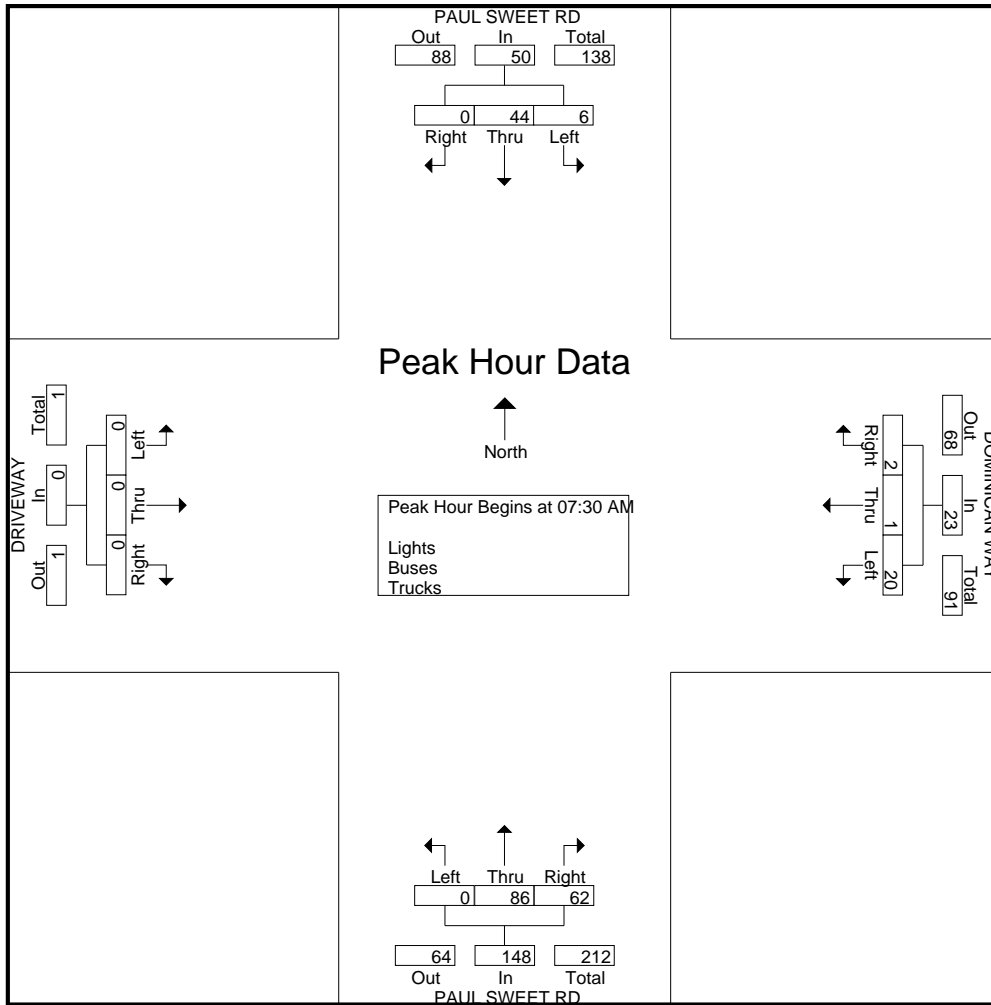 PAUL SWEET RD
Out In Total
88 50 138
0 44 6
Right Thru Left
Peak Hour Data
North
Peak Hour Begins at 07:30 AM
Lights
Buses
Trucks
DRIVEWAY
Out In Total
1 0 1
0 0 0
Right Thru Left
DOMINICAN WAY
Out In Total
68 23 91
Right Thru Left
2 1 20
Left Thru Right
0 86 62
64 148 212
Out In Total
PAUL SWEET RD